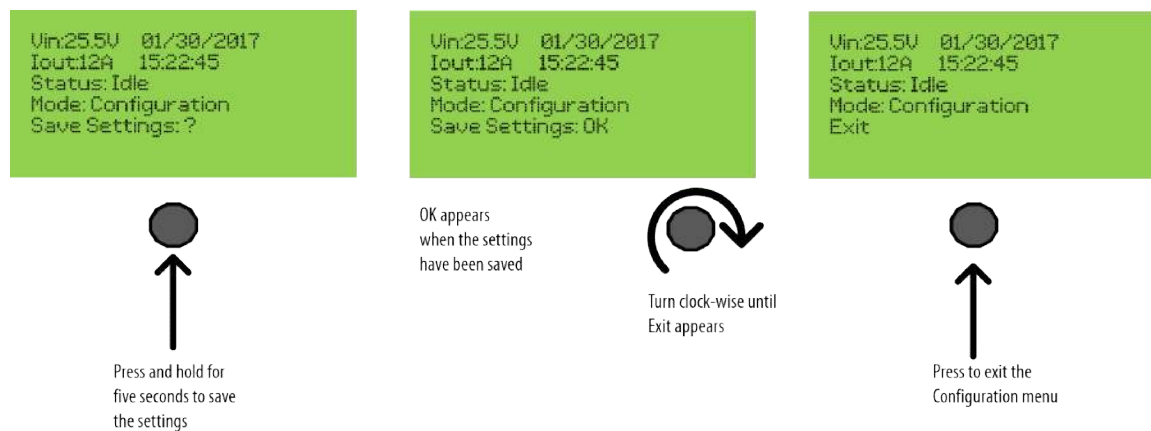 Vin:25.5V 01/30/2017
Iout:12A 15:22:45
Status: Idle
Mode: Configuration
Save Settings: ?
Press and hold for
five seconds to save
the settings
Vin:25.5V 01/30/2017
Iout:12A 15:22:45
Status: Idle
Mode: Configuration
Save Settings: OK
OK appears
when the settings
have been saved
Turn clock-wise until
Exit appears
Vin:25.5V 01/30/2017
Iout:12A 15:22:45
Status: Idle
Mode: Configuration
Exit
Press to exit the
Configuration menu